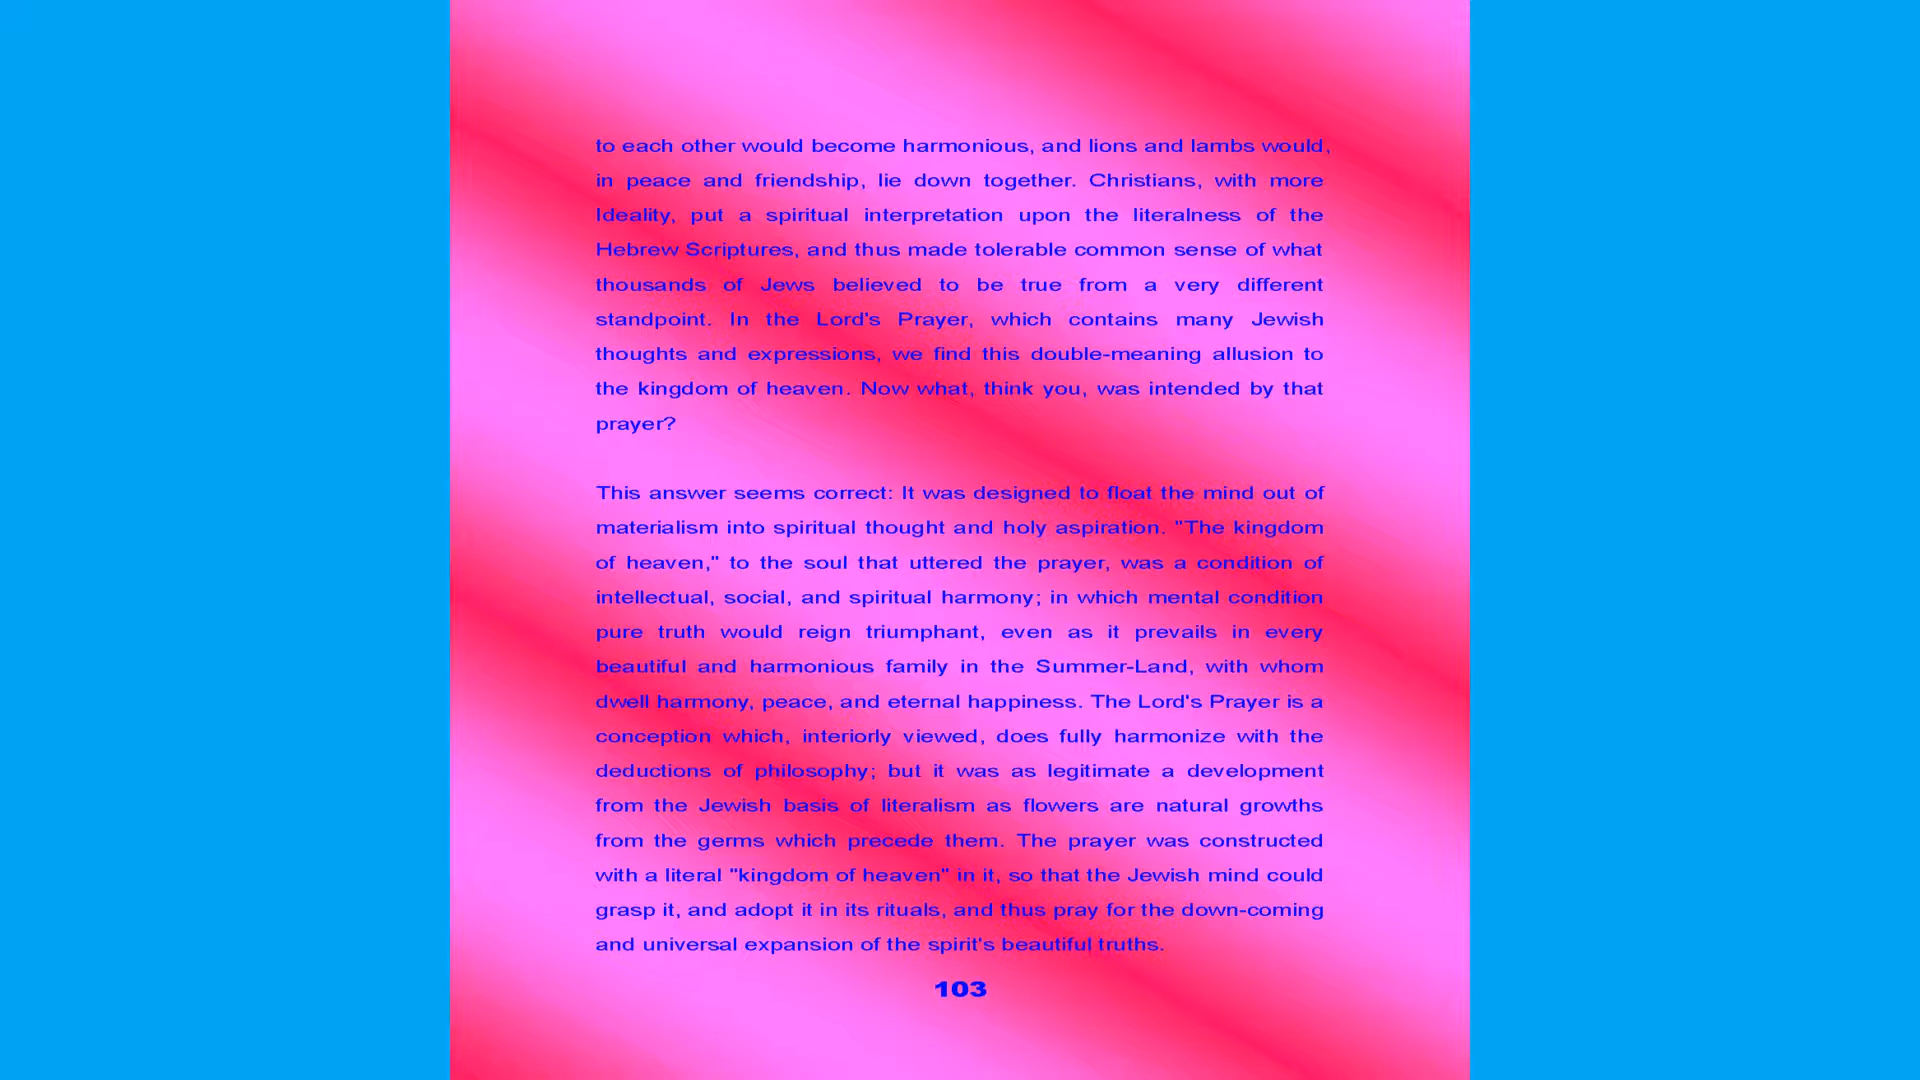 to each other would become harmonious, and lions and lambs would,
in peace and friendship, lie down together. Christians, with more
Ideality, put a spiritual interpretation upon the literalness of the
Hebrew Scriptures, and thus made tolerable common sense of what
thousands of Jews believed to be true from a very different
standpoint. In the Lord's Prayer, which contains many Jewish
thoughts and expressions, we find this double-meaning allusion to
the kingdom of heaven. Now what, think you, was intended by that
prayer?
This answer seems correct: It was designed to float the mind out of
materialism into spiritual thought and holy aspiration. "The kingdom
of heaven," to the soul that uttered the prayer, was a condition of
intellectual, social, and spiritual harmony; in which mental condition
pure truth would reign triumphant, even as it prevails in every
beautiful and harmonious family in the Summer-Land, with whom
dwell harmony, peace, and eternal happiness. The Lord's Prayer is a
conception which, interiorly viewed, does fully harmonize with the
deductions of philosophy; but it was as legitimate a development
from the Jewish basis of literalism as flowers are natural growths
from the germs which precede them. The prayer was constructed
with a literal "kingdom of heaven" in it, so that the Jewish mind could
grasp it, and adopt it in its rituals, and thus pray for the down-coming
and universal expansion of the spirit's beautiful truths.
103